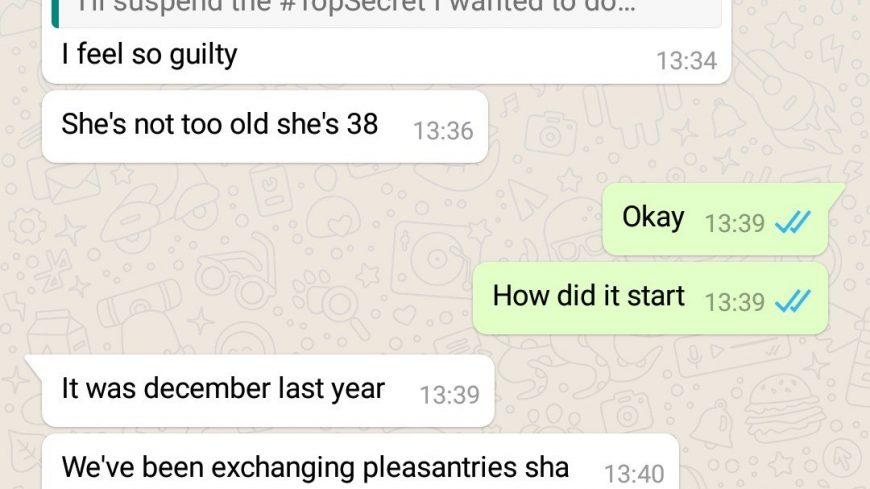 I'll suspend the #TopSecret I wanted to do...
I feel so guilty
13:34
She's not too old she's 38
13:36
Okay
13:39
How did it start
13:39
It was december last year
13:39
We've been exchanging pleasantries sha
13:40